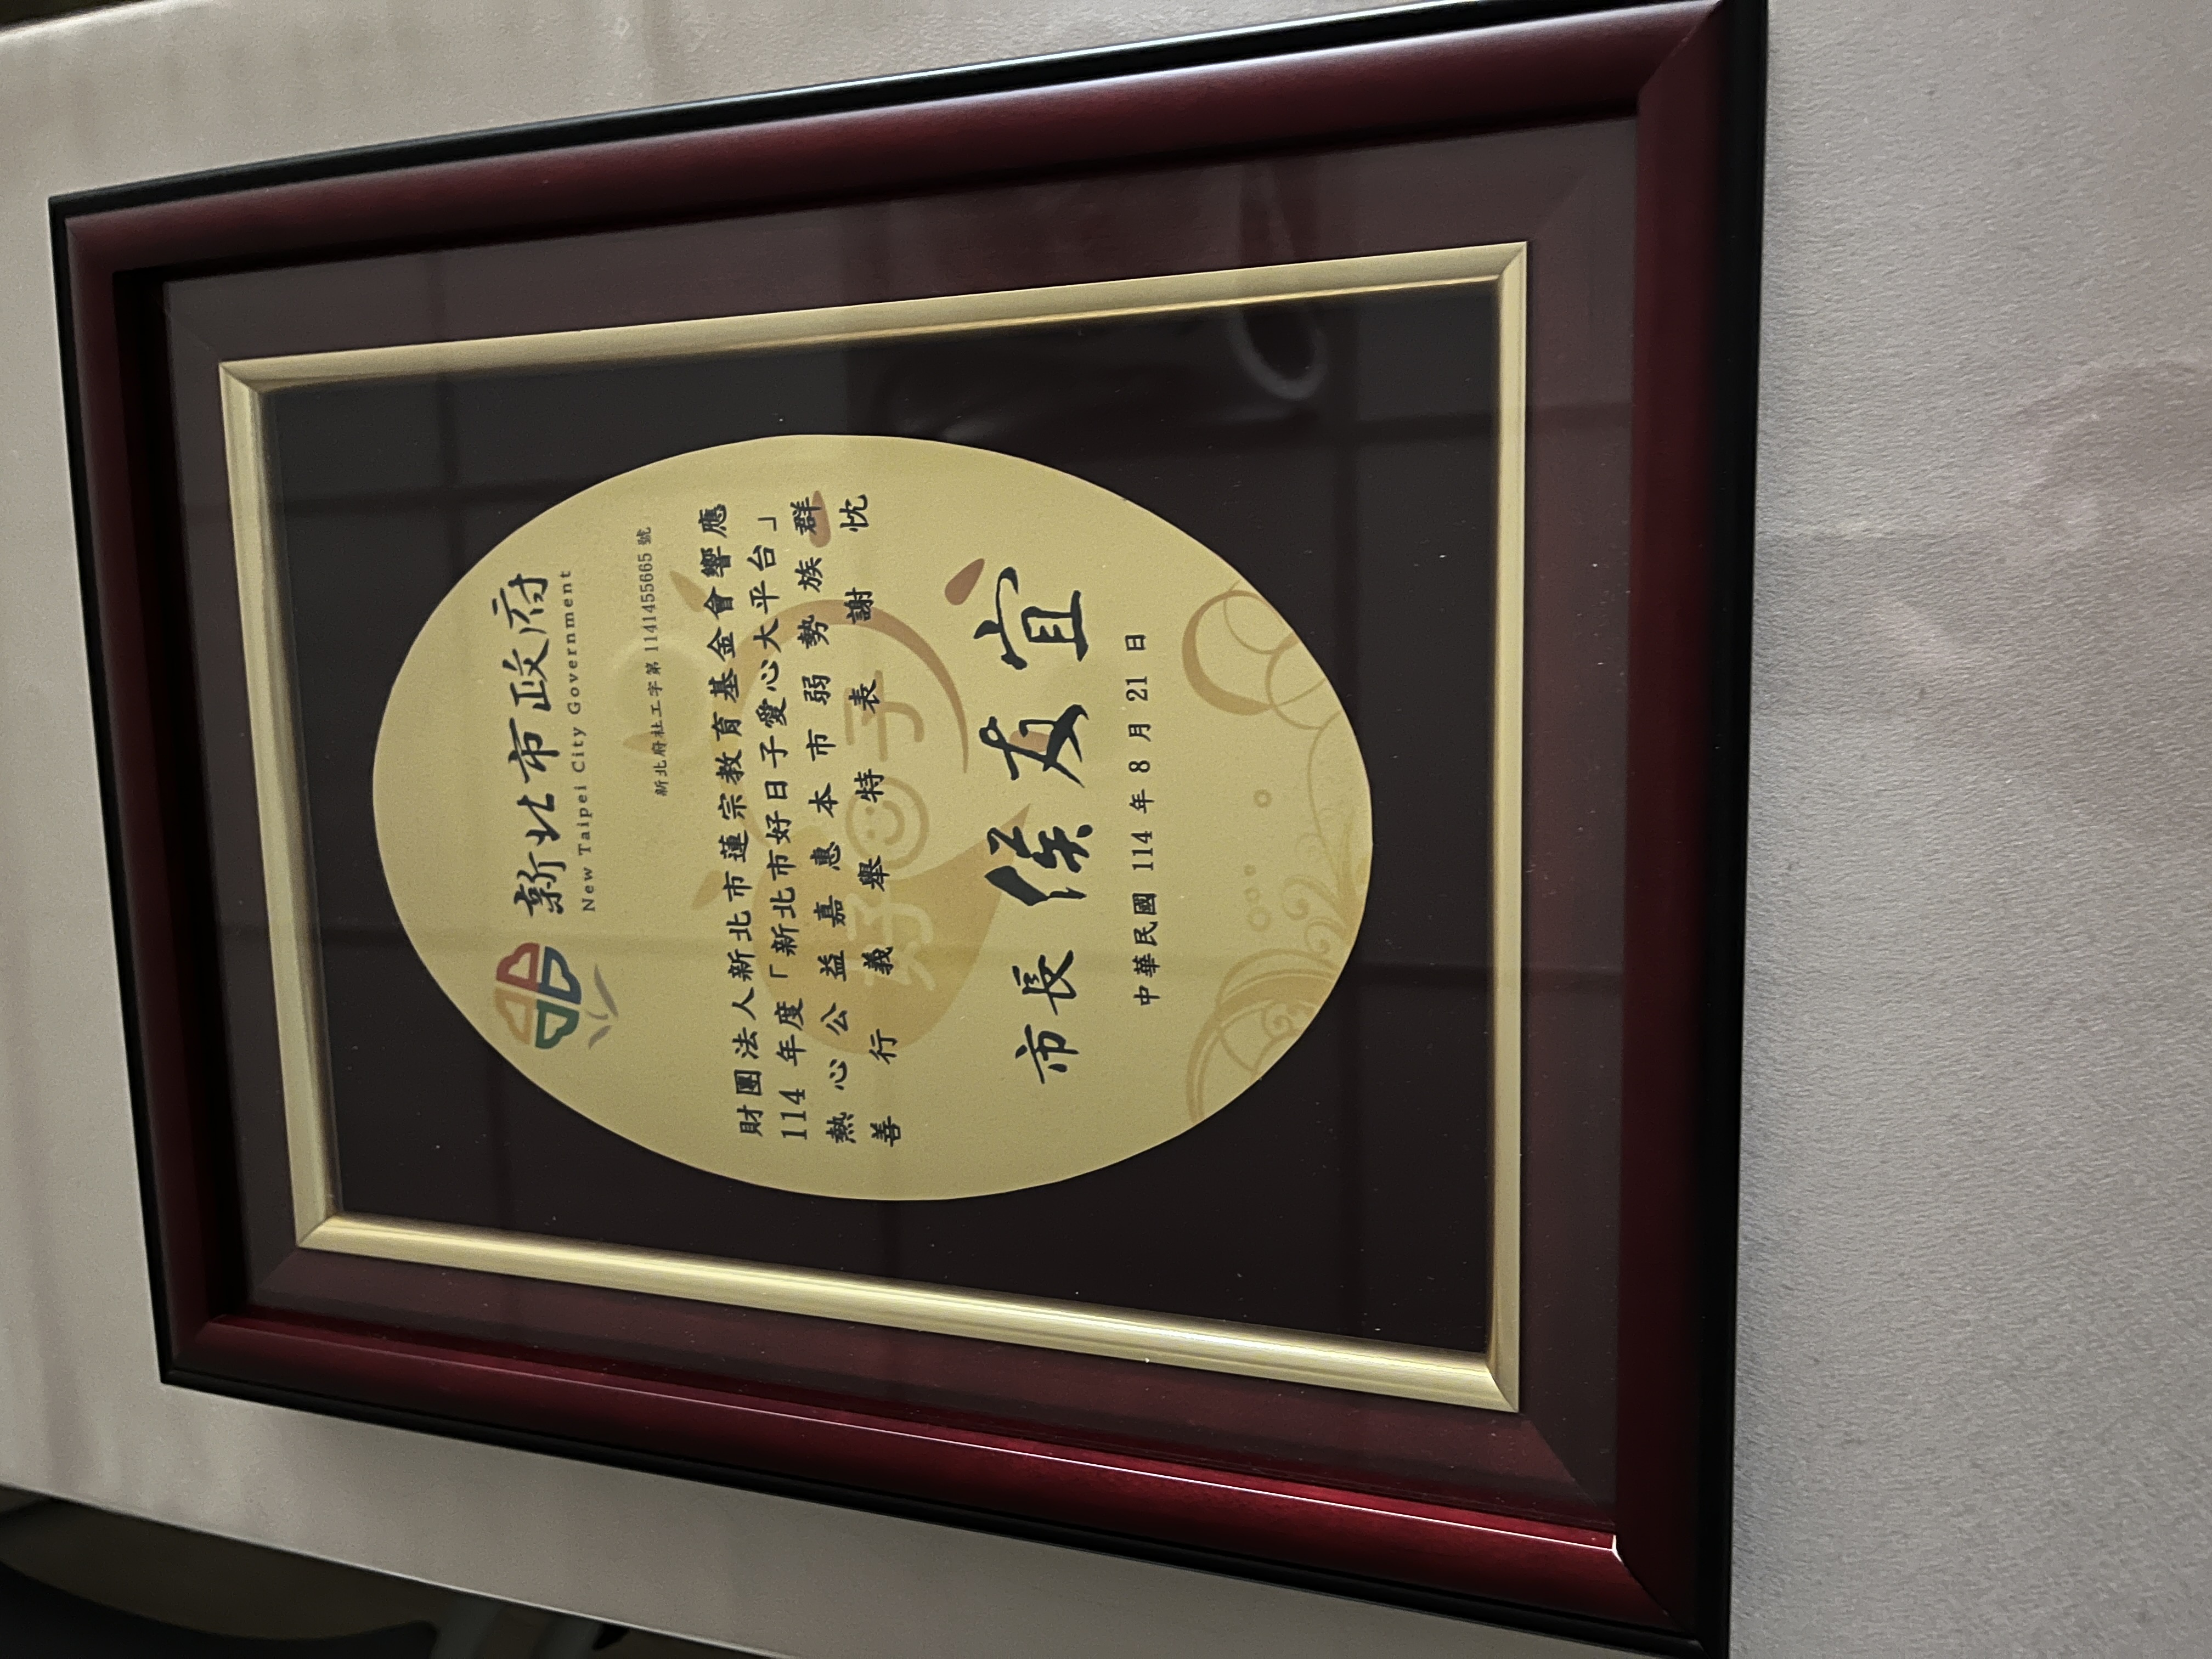 新北市政府
New Taipei City Government
新北府社工字第 1141455665 號
財團法人新北市蓮宗教育基金會響應
114 年度「新北市好日子愛心大平台」
熱心公益嘉惠本市弱勢族群
善行義舉特表謝忱
好日子
市長 侯友宜
中華民國 114 年 8 月 21 日